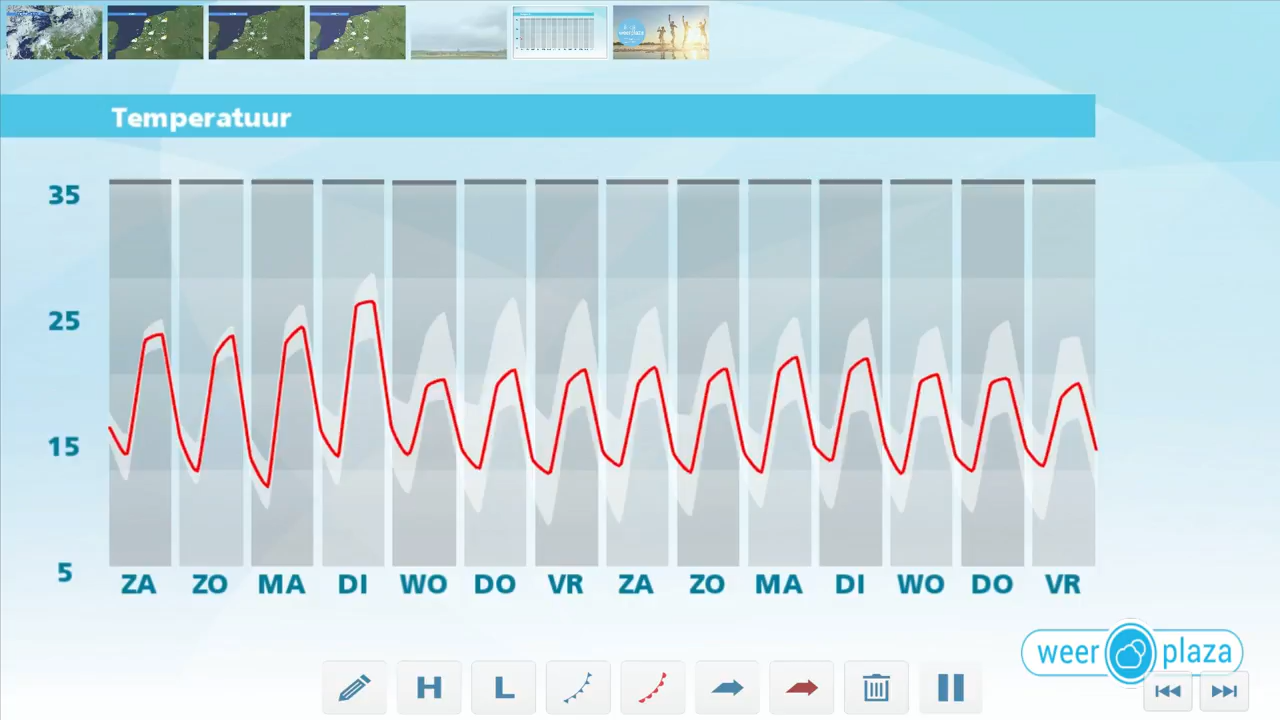 Temperatuur
35
25
15
5
ZA ZO MA DI WO DO VR ZA ZO MA DI WO DO VR
weer plaza
H L